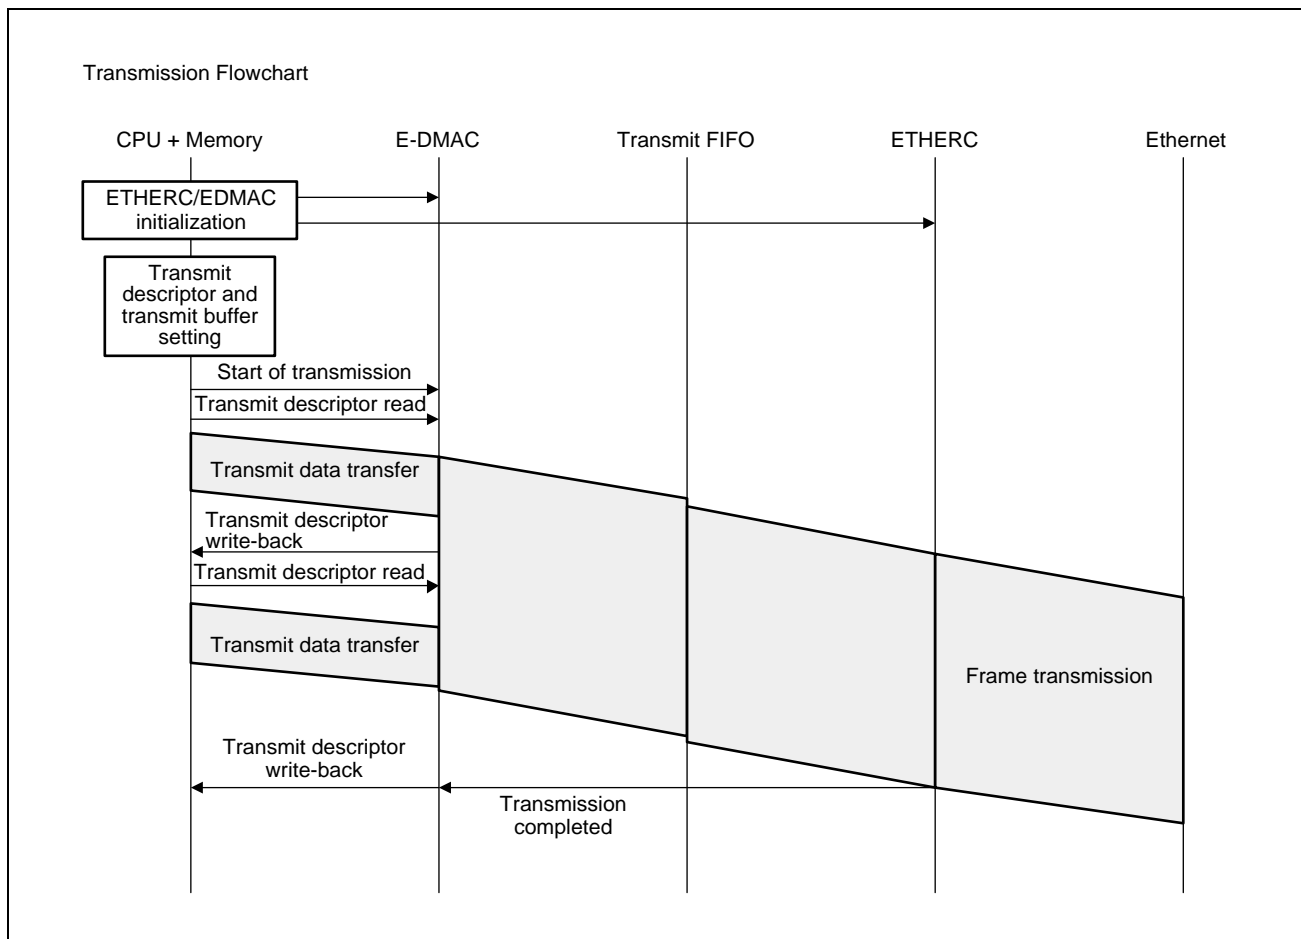 Transmission Flowchart
CPU + Memory
E-DMAC
Transmit FIFO
ETHERC
Ethernet
ETHERC/EDMAC
initialization
Transmit
descriptor and
transmit buffer
setting
Start of transmission
Transmit descriptor read
Transmit data transfer
Transmit descriptor
write-back
Transmit descriptor read
Transmit data transfer
Frame transmission
Transmit descriptor
write-back
Transmission
completed